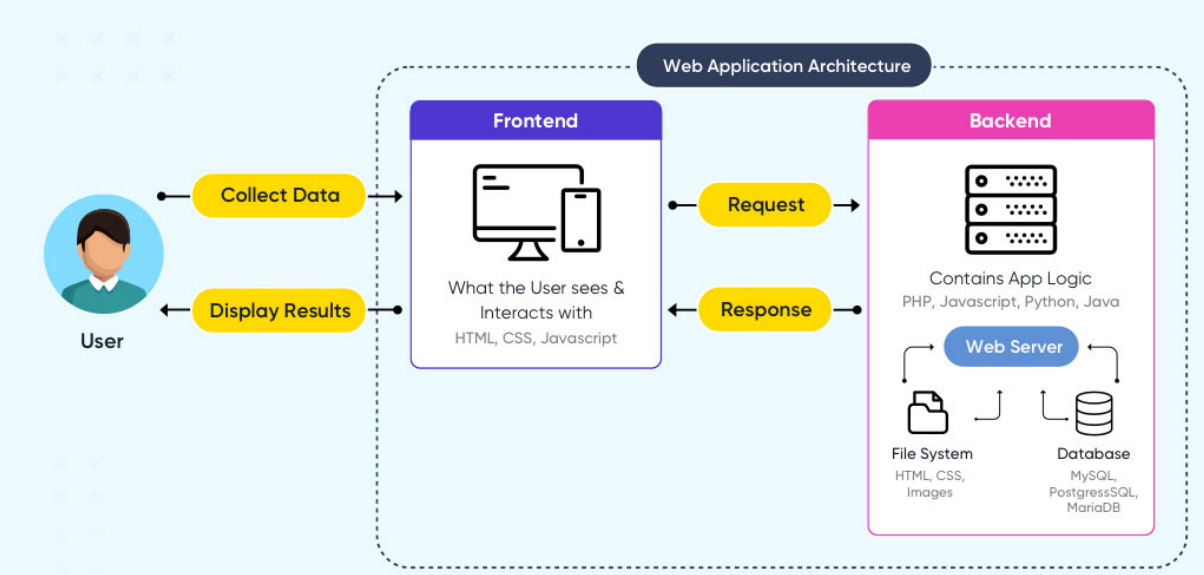 Web Application Architecture
Frontend
Backend
Collect Data
Request
What the User sees &
Interacts with
HTML, CSS, Javascript
Contains App Logic
PHP, Javascript, Python, Java
Display Results
Response
User
Web Server
File System
HTML, CSS,
Images
Database
MySQL,
PostgressSQL,
MariaDB